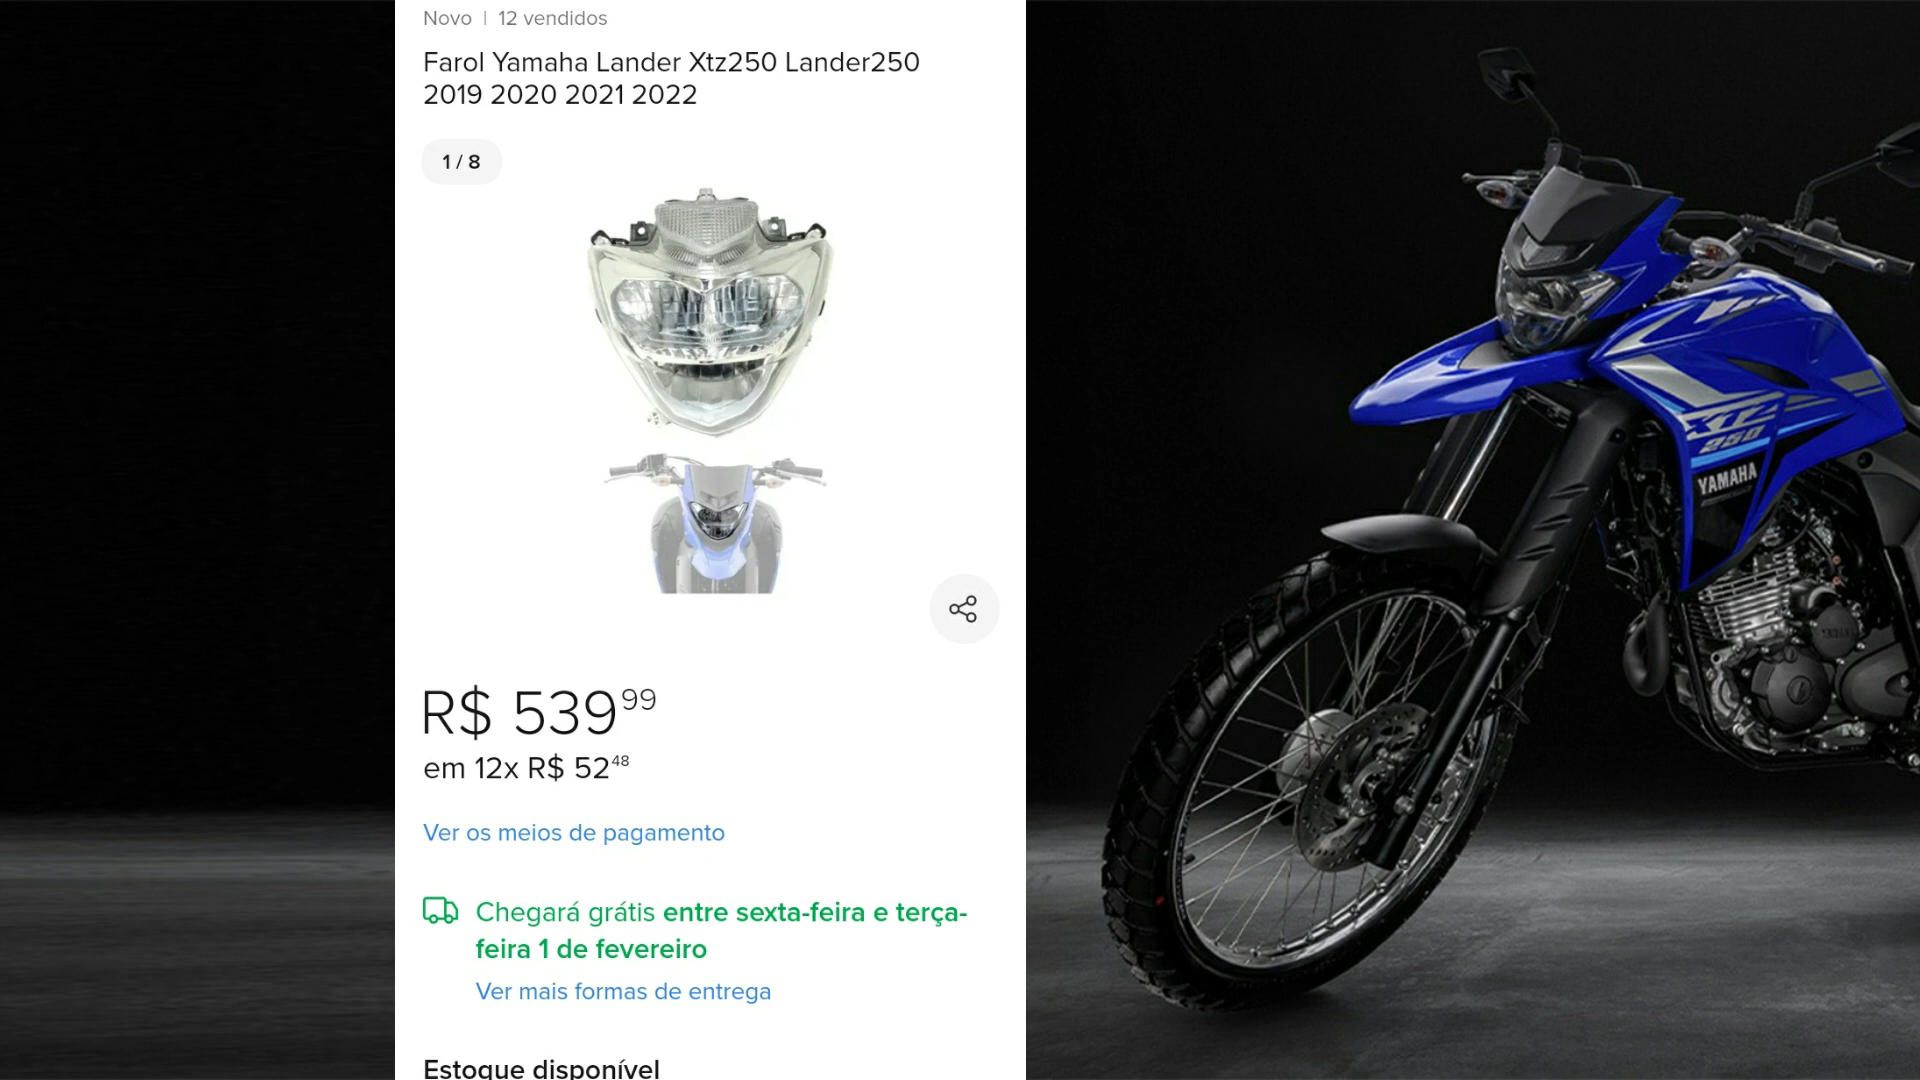 Novo | 12 vendidos
Farol Yamaha Lander Xtz250 Lander250
2019 2020 2021 2022
1 / 8
R$ 539 99
em 12x R$ 52 48
Ver os meios de pagamento
Chegará grátis entre sexta-feira e terça-
feira 1 de fevereiro
Ver mais formas de entrega
Estoque disponível
XTZ
250
YAMAHA